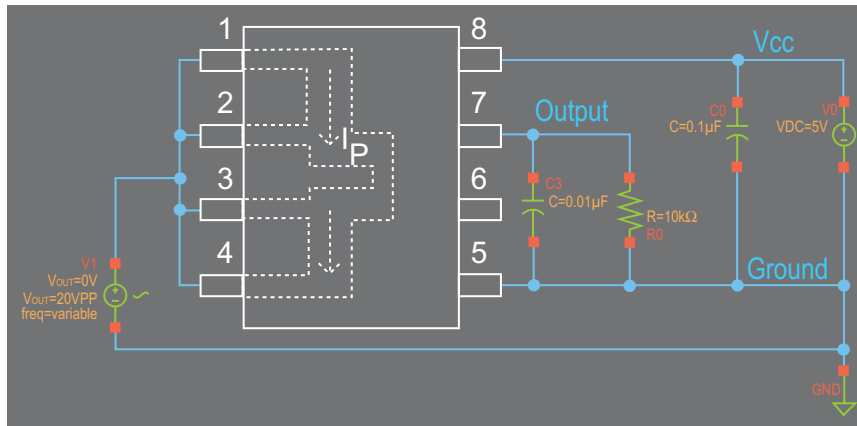 1
2
3
4
I
P
8
7
6
5
Vcc
Output
Ground
C0
C=0.1µF
V0
VDC=5V
C3
C=0.01µF
R=10kΩ
R0
V1
VOUT=0V
VOUT=20VPP
freq=variable
GND